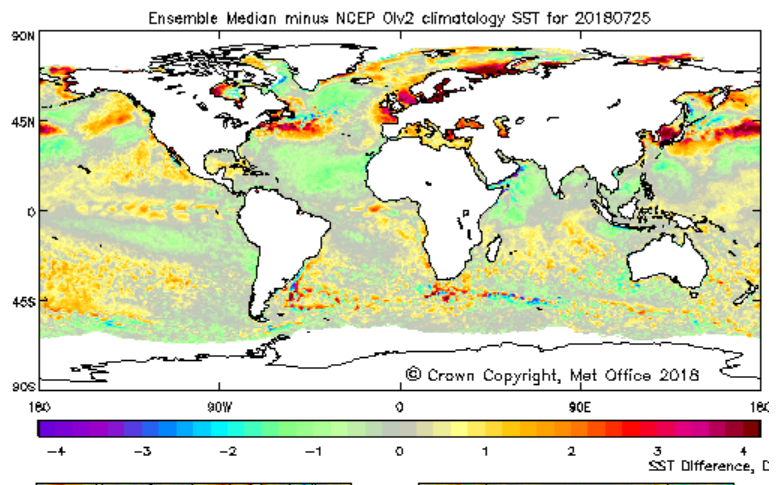 Ensemble Median minus NCEP OIv2 climatology SST for 20180725
90N
45N
0
45S
90S
© Crown Copyright, Met Office 2018
180 90W 0 90E 180
-4 -3 -2 -1 0 1 2 3 4
SST Difference, D